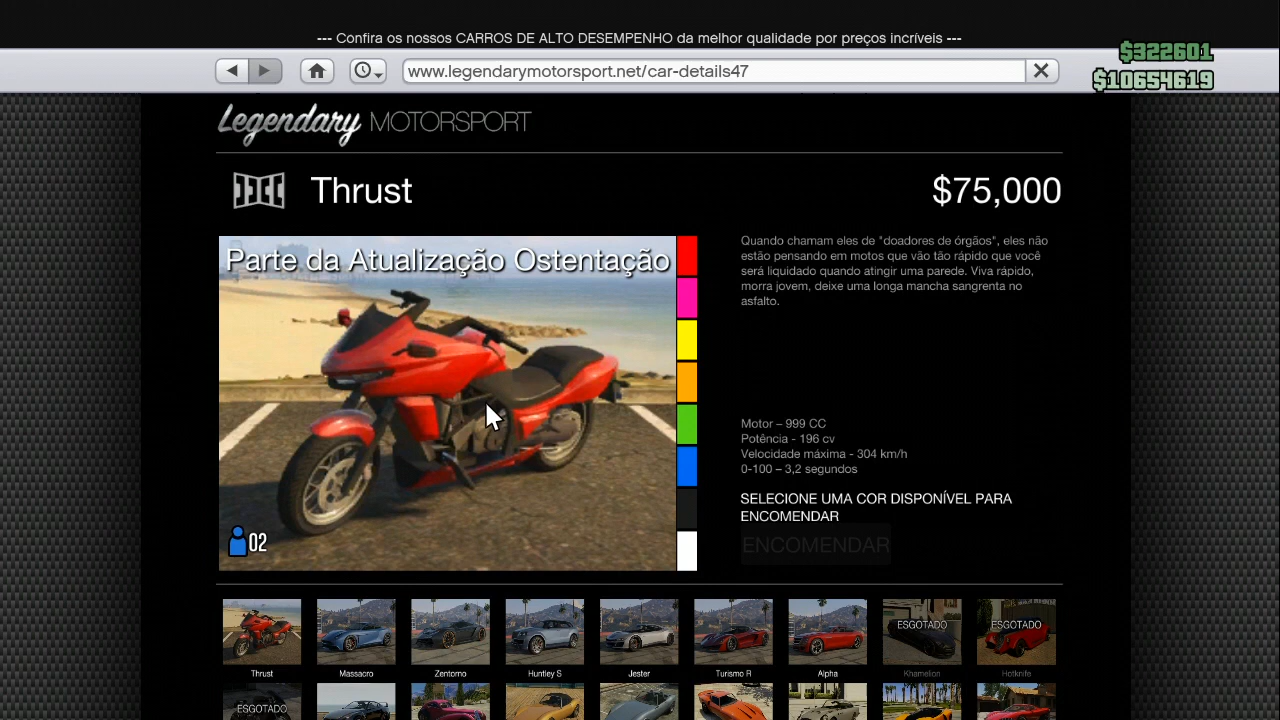 --- Confira os nossos CARROS DE ALTO DESEMPENHO da melhor qualidade por preços incríveis ---
$322601
www.legendarymotorsport.net/car-details47
$10654619
Legendary MOTORSPORT
Thrust
$75,000
Parte da Atualização Ostentação
Quando chamam eles de "doadores de órgãos", eles não
estão pensando em motos que vão tão rápido que você
será liquidado quando atingir uma parede. Viva rápido,
morra jovem, deixe uma longa mancha sangrenta no
asfalto.
Motor – 999 CC
Potência - 196 cv
Velocidade máxima - 304 km/h
0-100 – 3,2 segundos
SELECIONE UMA COR DISPONÍVEL PARA
ENCOMENDAR
02
ENCOMENDAR
ESGOTADO
ESGOTADO
Thrust
Massacro
Zentorno
Huntley S
Jester
Turismo R
Alpha
Khamelion
Hotknife
ESGOTADO